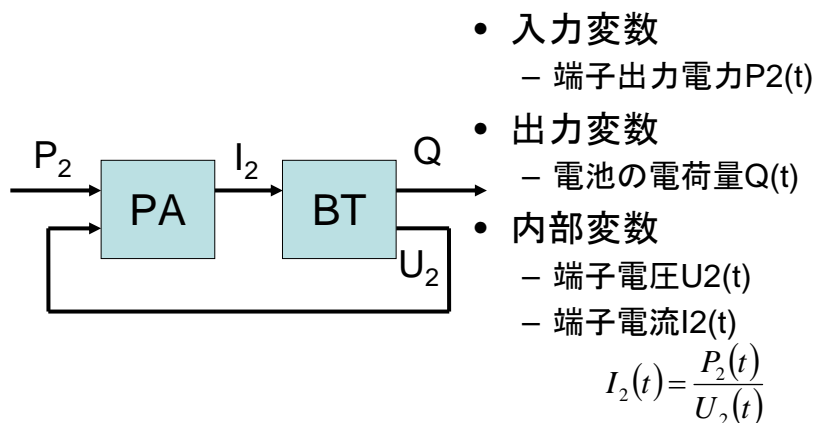 P2
PA
I2
BT
Q
U2
• 入力変数
– 端子出力電力P2(t)
• 出力変数
– 電池の電荷量Q(t)
• 内部変数
– 端子電圧U2(t)
– 端子電流I2(t)
I2(t)=P2(t)/U2(t)